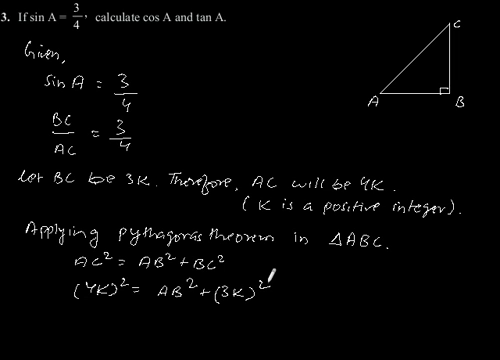 3. If sin A = 3/4, calculate cos A and tan A.
Given,
sin A = 3/4
BC/AC = 3/4
Let BC be 3K. Therefore, AC will be 4K.
(K is a positive integer).
Applying pythagoras theorem in △ABC.
AC² = AB² + BC²
(4K)² = AB² + (3K)²
C
A
B